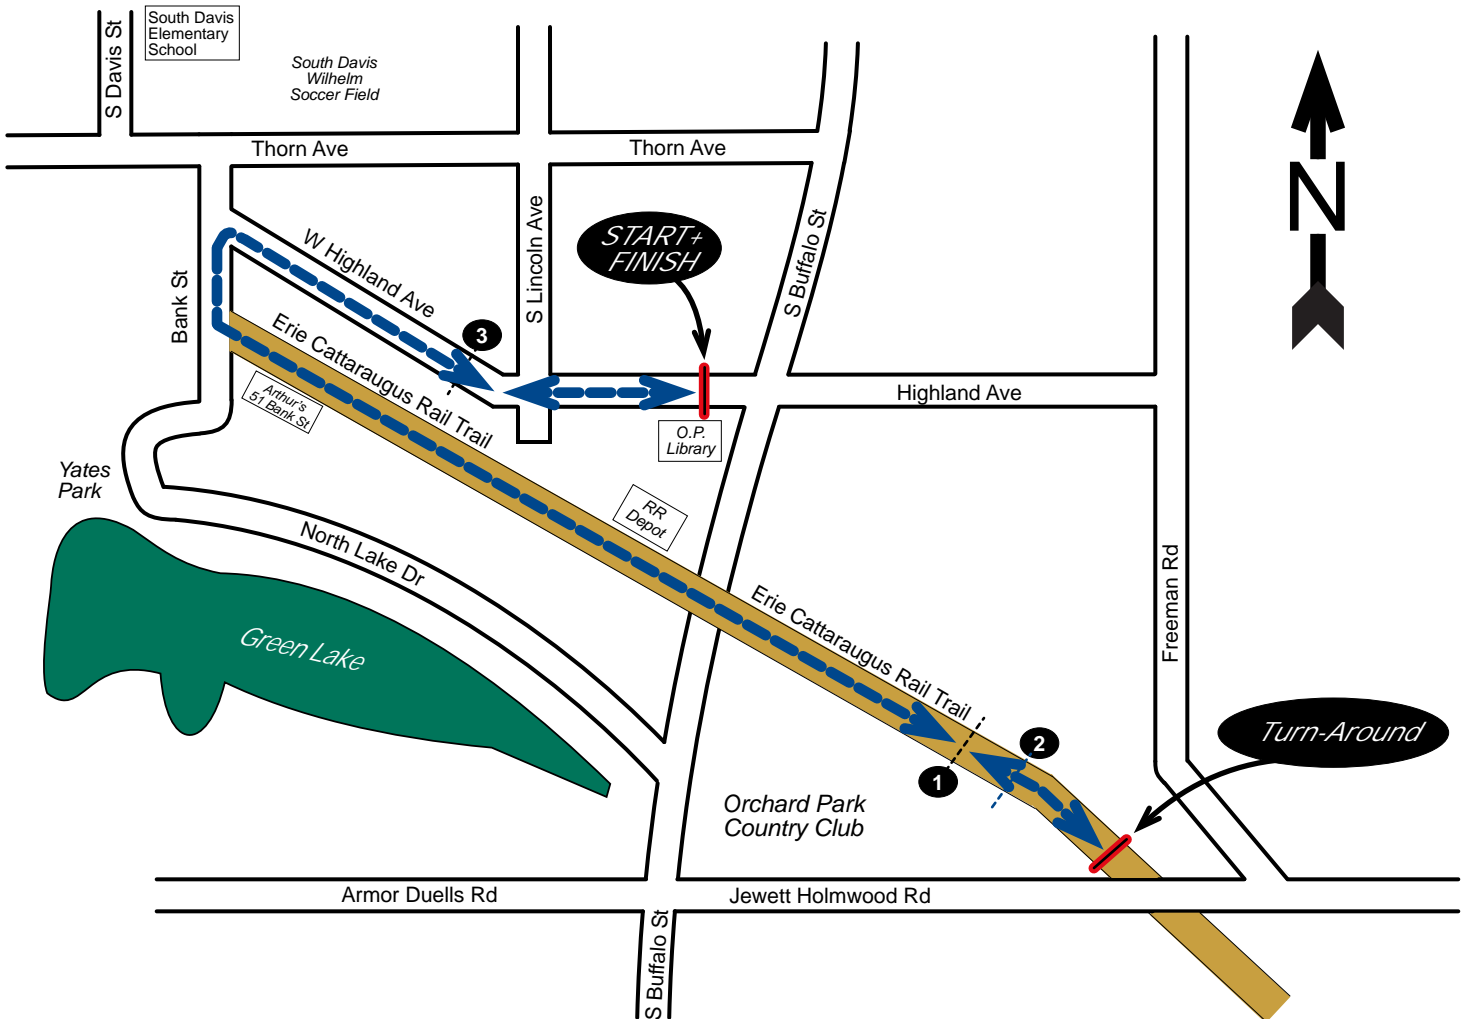 S Davis St
South Davis
Elementary
School
South Davis
Wilhelm
Soccer Field
Thorn Ave
Thorn Ave
N
W Highland Ave
S Lincoln Ave
START+
FINISH
S Buffalo St
Bank St
3
Erie Cattaraugus Rail Trail
Highland Ave
Arthur's
51 Bank St
O.P.
Library
Yates
Park
RR
Depot
North Lake Dr
Freeman Rd
Erie Cattaraugus Rail Trail
Green Lake
2
1
Turn-Around
Orchard Park
Country Club
Armor Duells Rd
Jewett Holmwood Rd
S Buffalo St